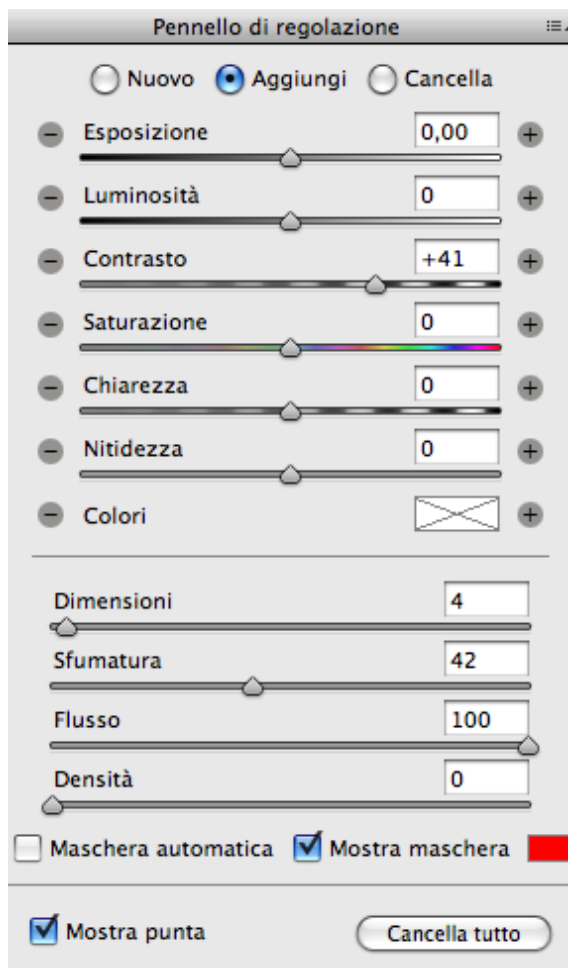 Pennello di regolazione
Nuovo Aggiungi Cancella
Esposizione 0,00
Luminosità 0
Contrasto +41
Saturazione 0
Chiarezza 0
Nitidezza 0
Colori
Dimensioni 4
Sfumatura 42
Flusso 100
Densità 0
Maschera automatica Mostra maschera
Mostra punta Cancella tutto